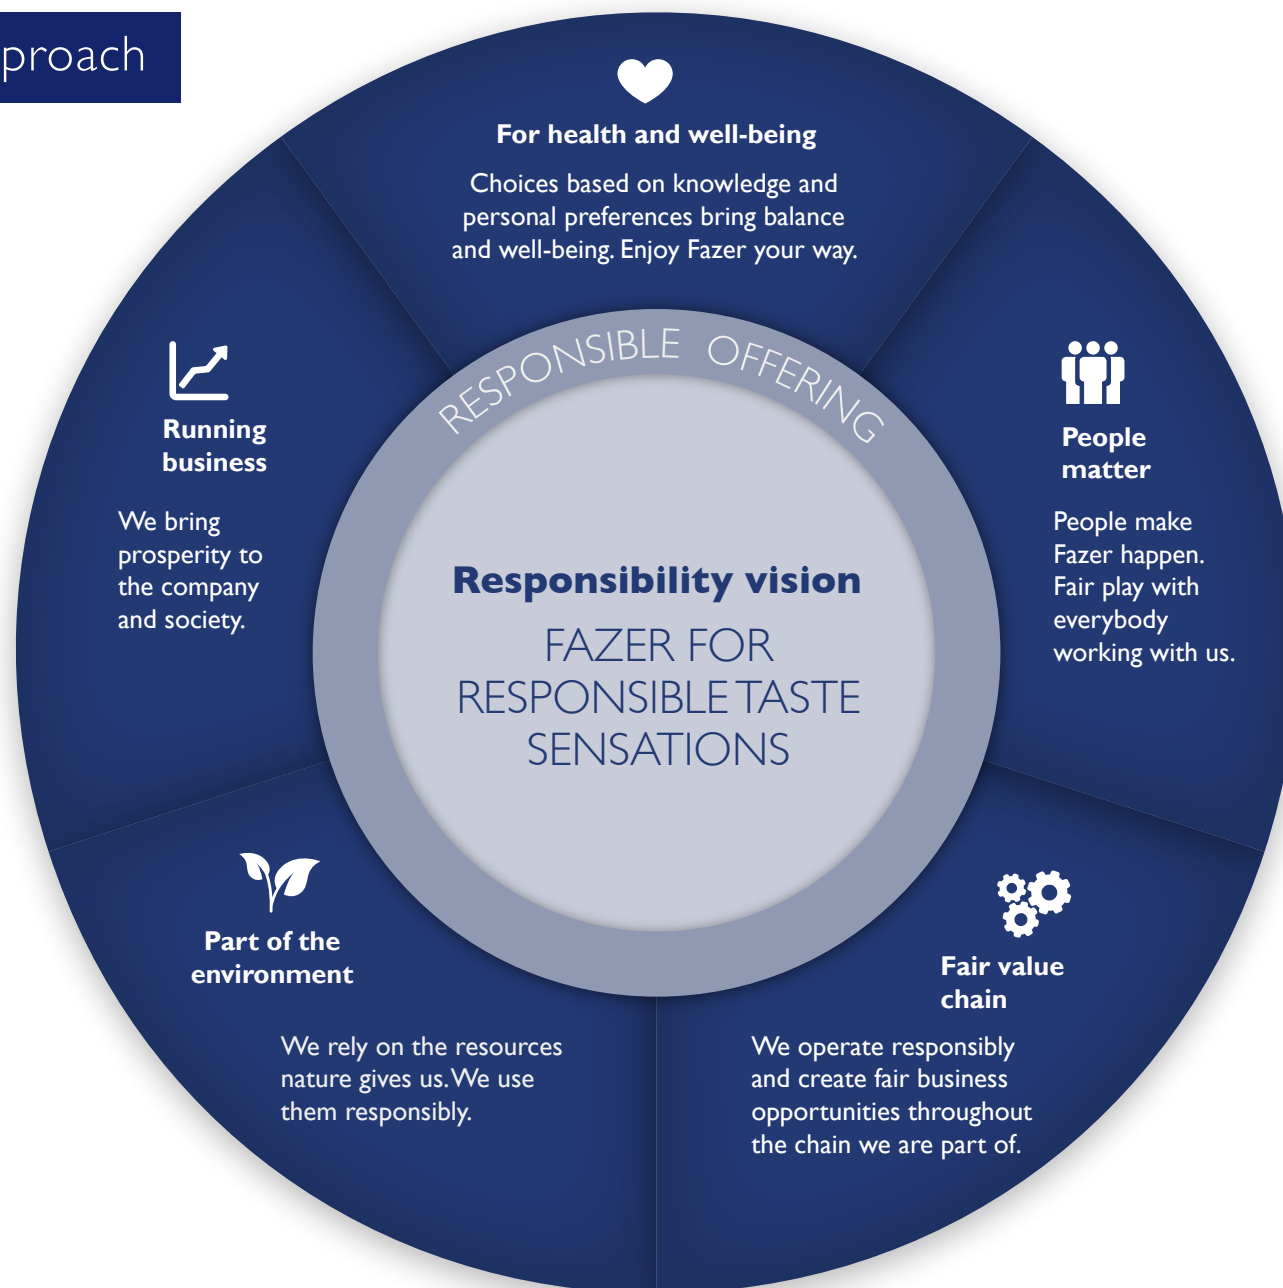 proach
For health and well-being
Choices based on knowledge and
personal preferences bring balance
and well-being. Enjoy Fazer your way.
RESPONSIBLE OFFERING
Running
business
We bring
prosperity to
the company
and society.
People
matter
People make
Fazer happen.
Fair play with
everybody
working with us.
Responsibility vision
FAZER FOR
RESPONSIBLE TASTE
SENSATIONS
Part of the
environment
We rely on the resources
nature gives us. We use
them responsibly.
Fair value
chain
We operate responsibly
and create fair business
opportunities throughout
the chain we are part of.